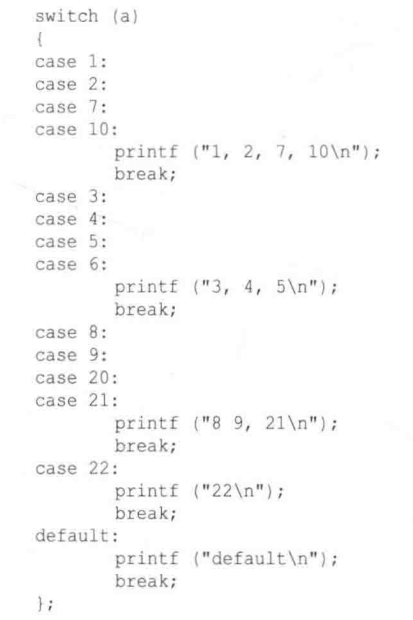 switch (a)
{
case 1:
case 2:
case 7:
case 10:
printf ("1, 2, 7, 10\n");
break;
case 3:
case 4:
case 5:
case 6:
printf ("3, 4, 5\n");
break;
case 8:
case 9:
case 20:
case 21:
printf ("8 9, 21\n");
break;
case 22:
printf ("22\n");
break;
default:
printf ("default\n");
break;
};